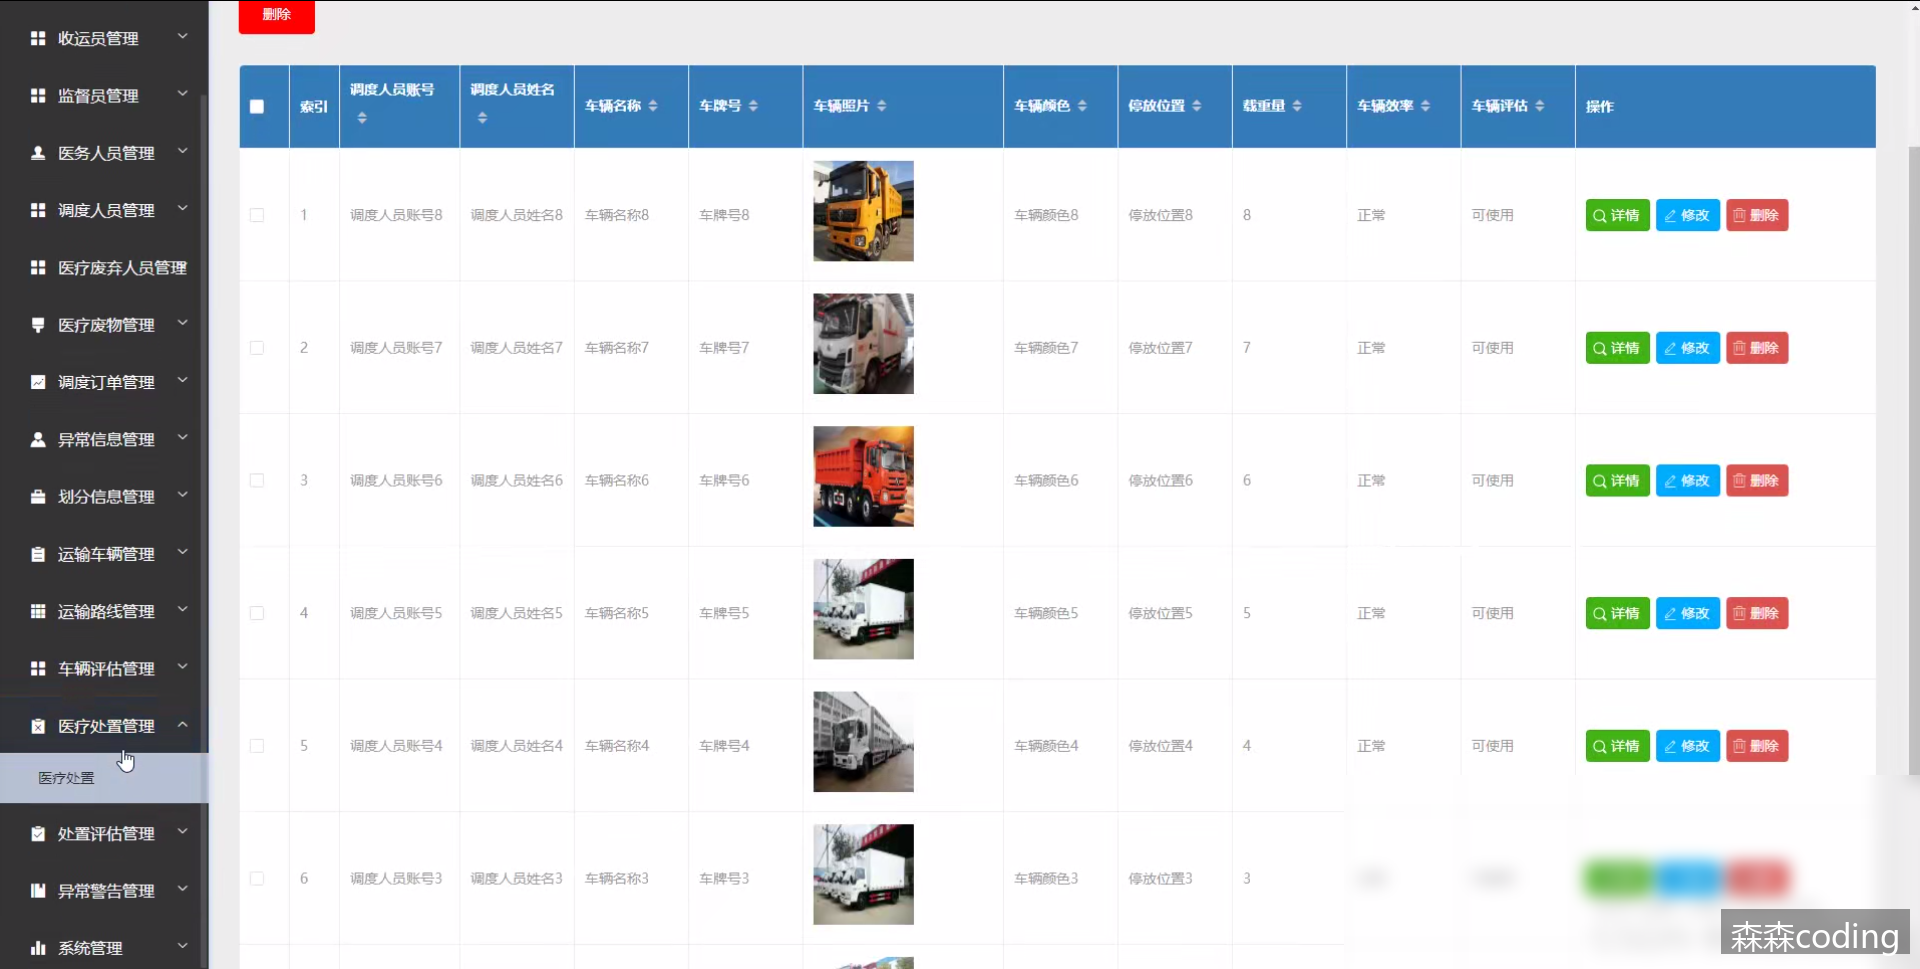 收运员管理
监督员管理
医务人员管理
调度人员管理
医疗废弃人员管理
医疗废物管理
调度订单管理
异常信息管理
划分信息管理
运输车辆管理
运输路线管理
车辆评估管理
医疗处置管理
医疗处置
处置评估管理
异常警告管理
系统管理
删除
索引 调度人员账号 调度人员姓名 车辆名称 车牌号 车辆照片 车辆颜色 停放位置 载重量 车辆效率 车辆评估 操作
1 调度人员账号8 调度人员姓名8 车辆名称8 车牌号8 车辆颜色8 停放位置8 8 正常 可使用 详情 修改 删除
2 调度人员账号7 调度人员姓名7 车辆名称7 车牌号7 车辆颜色7 停放位置7 7 正常 可使用 详情 修改 删除
3 调度人员账号6 调度人员姓名6 车辆名称6 车牌号6 车辆颜色6 停放位置6 6 正常 可使用 详情 修改 删除
4 调度人员账号5 调度人员姓名5 车辆名称5 车牌号5 车辆颜色5 停放位置5 5 正常 可使用 详情 修改 删除
5 调度人员账号4 调度人员姓名4 车辆名称4 车牌号4 车辆颜色4 停放位置4 4 正常 可使用 详情 修改 删除
6 调度人员账号3 调度人员姓名3 车辆名称3 车牌号3 车辆颜色3 停放位置3 3
森森coding